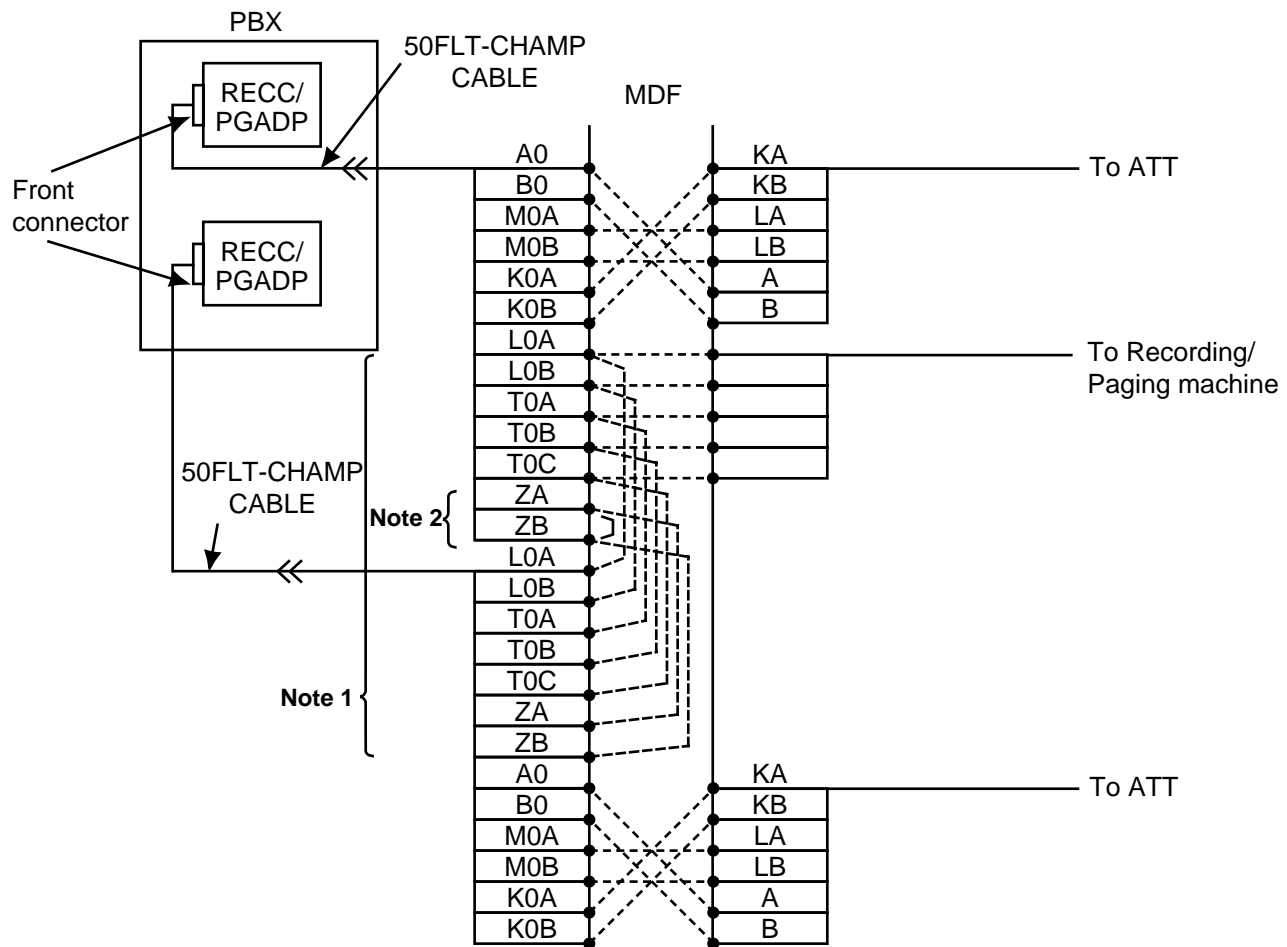 PBX
50FLT-CHAMP
CABLE
MDF
RECC/
PGADP
Front
connector
RECC/
PGADP
A0
B0
M0A
M0B
K0A
K0B
L0A
L0B
T0A
T0B
T0C
ZA
ZB
L0A
L0B
T0A
T0B
T0C
ZA
ZB
A0
B0
M0A
M0B
K0A
K0B
KA
KB
LA
LB
A
B
To ATT
To Recording/
Paging machine
50FLT-CHAMP
CABLE
Note 2
Note 1
KA
KB
LA
LB
A
B
To ATT